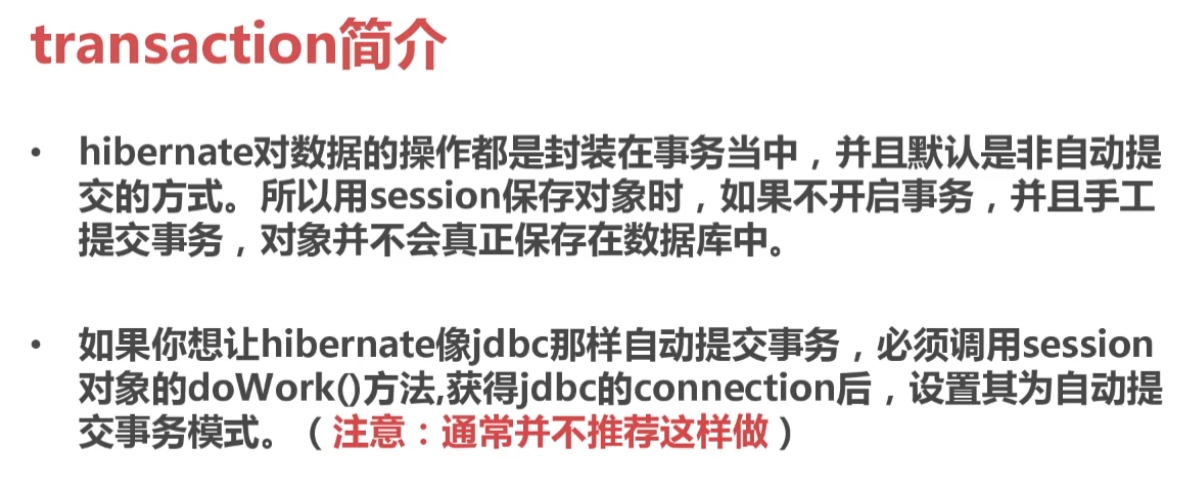 transaction简介
• hibernate对数据的操作都是封装在事务当中，并且默认是非自动提
交的方式。所以用session保存对象时，如果不开启事务，并且手工
提交事务，对象并不会真正保存在数据库中。
• 如果你想让hibernate像jdbc那样自动提交事务，必须调用session
对象的doWork()方法,获得jdbc的connection后，设置其为自动提
交事务模式。（注意：通常并不推荐这样做）